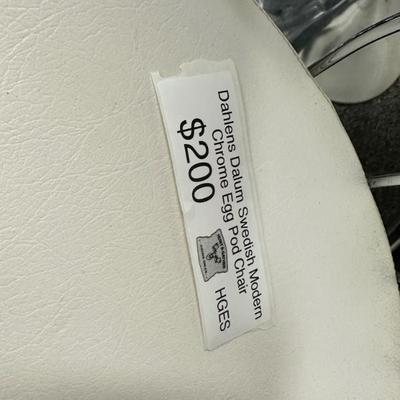 Dahlens Dalum Swedish Modern
Chrome Egg Pod Chair
$200
HGES